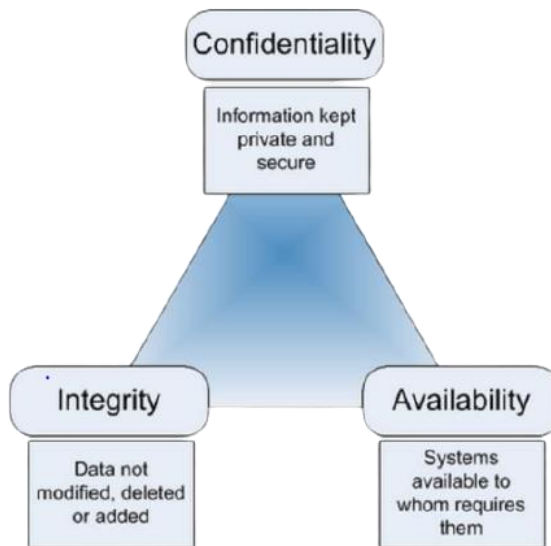 Confidentiality
Information kept
private and
secure
Integrity
Data not
modified, deleted
or added
Availability
Systems
available to
whom requires
them